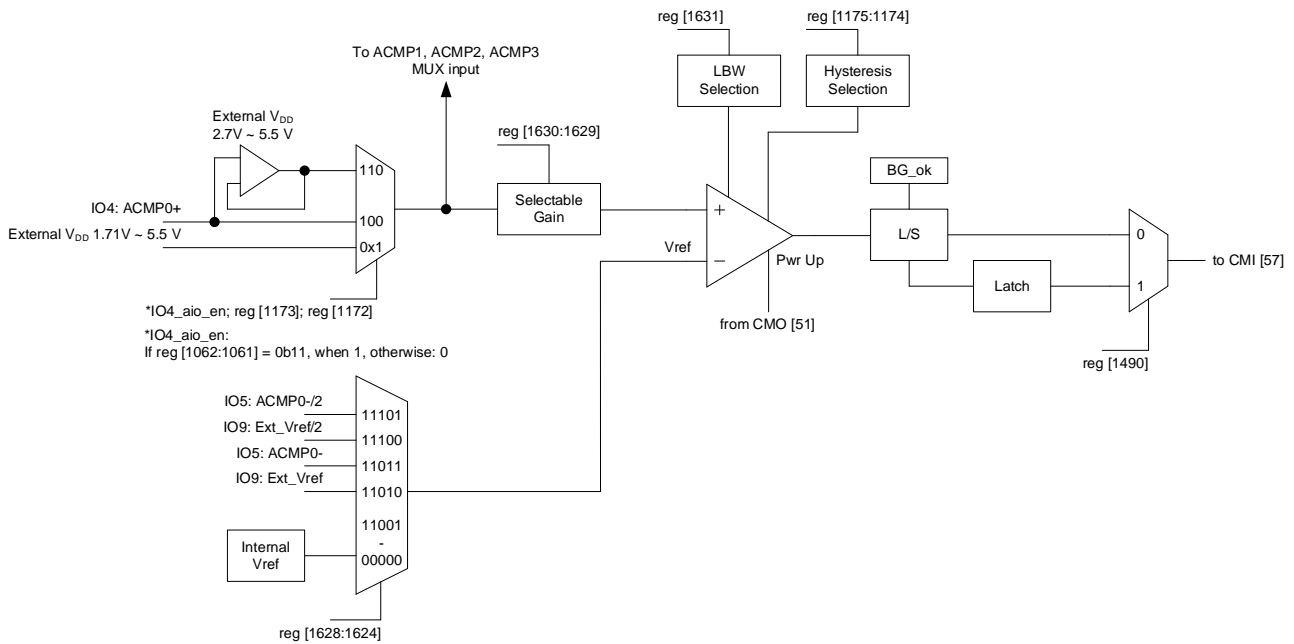 reg [1631]
reg [1175:1174]
To ACMP1, ACMP2, ACMP3
MUX input
LBW
Selection
Hysteresis
Selection
External VDD
2.7V ~ 5.5 V
reg [1630:1629]
110
BG_ok
IO4: ACMP0+
Selectable
Gain
+
100
L/S
External VDD 1.71V ~ 5.5 V
0x1
Vref
–
Pwr Up
0
to CMI [57]
Latch
1
*IO4_aio_en; reg [1173]; reg [1172]
from CMO [51]
*IO4_aio_en:
If reg [1062:1061] = 0b11, when 1, otherwise: 0
reg [1490]
IO5: ACMP0-/2
11101
IO9: Ext_Vref/2
11100
IO5: ACMP0-
11011
IO9: Ext_Vref
11010
11001
-
00000
Internal
Vref
reg [1628:1624]